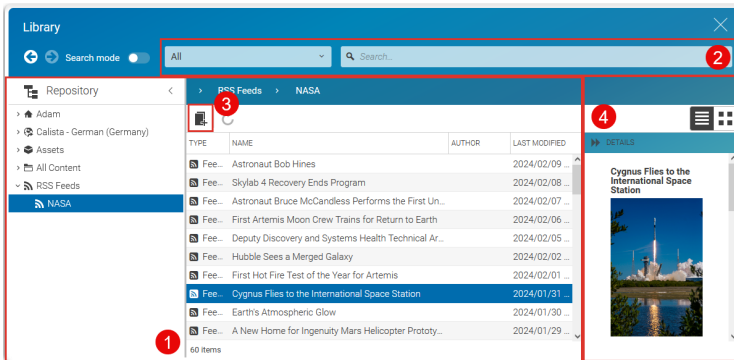 Library
Search mode
All
Search...
2
Repository
RSS Feeds > NASA
3
4
Adam
Calista - German (Germany)
Assets
All Content
RSS Feeds
NASA
TYPE NAME AUTHOR LAST MODIFIED
Fee... Astronaut Bob Hines 2024/02/09 ...
Fee... Skylab 4 Recovery Ends Program 2024/02/08 ...
Fee... Astronaut Bruce McCandless Performs the First Un... 2024/02/07 ...
Fee... First Artemis Moon Crew Trains for Return to Earth 2024/02/06 ...
Fee... Deputy Discovery and Systems Health Technical Ar... 2024/02/05 ...
Fee... Hubble Sees a Merged Galaxy 2024/02/02 ...
Fee... First Hot Fire Test of the Year for Artemis 2024/02/01 ...
Fee... Cygnus Flies to the International Space Station 2024/01/31 ...
Fee... Earth's Atmospheric Glow 2024/01/30 ...
Fee... A New Home for Ingenuity Mars Helicopter Prototy... 2024/01/29 ...
1
60 items
DETAILS
Cygnus Flies to the
International Space
Station